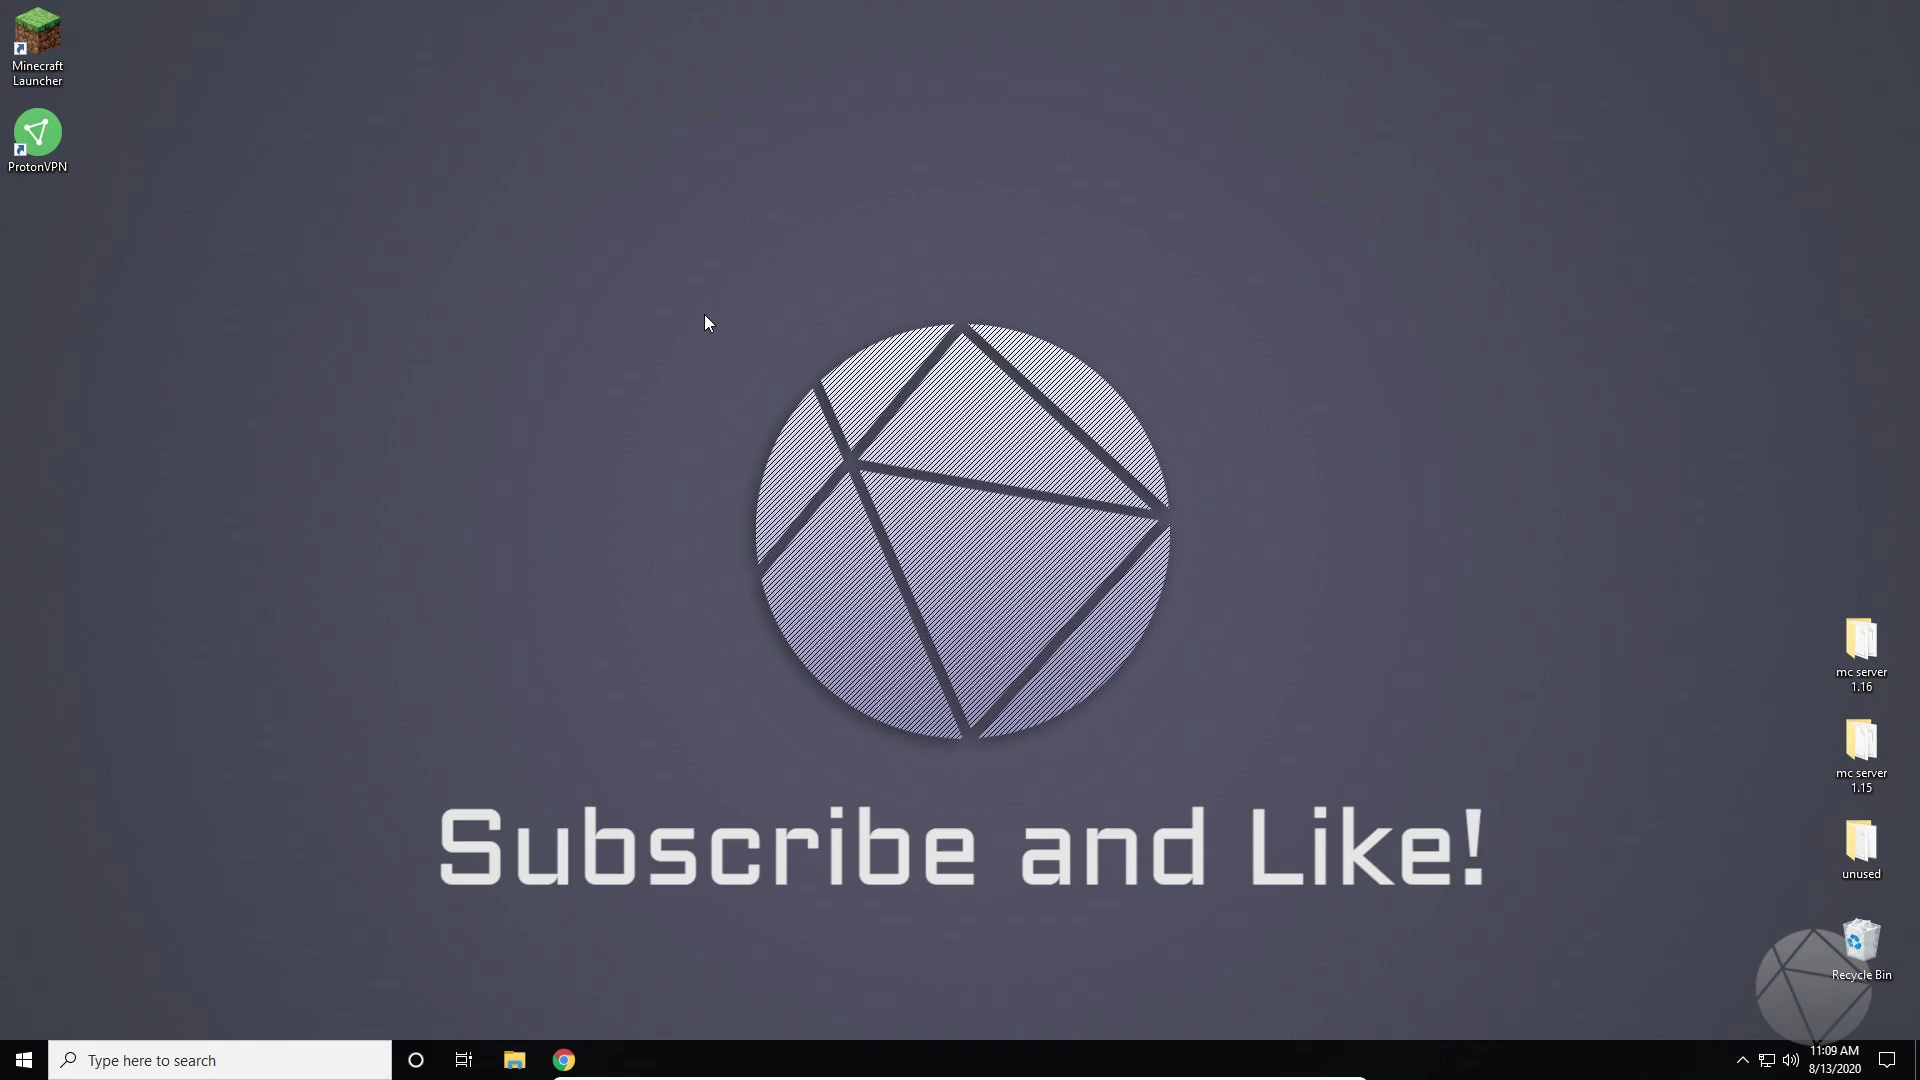 Minecraft
Launcher
ProtonVPN
Subscribe and Like!
mc server
1.16
mc server
1.15
unused
Recycle Bin
Type here to search
11:09 AM
8/13/2020